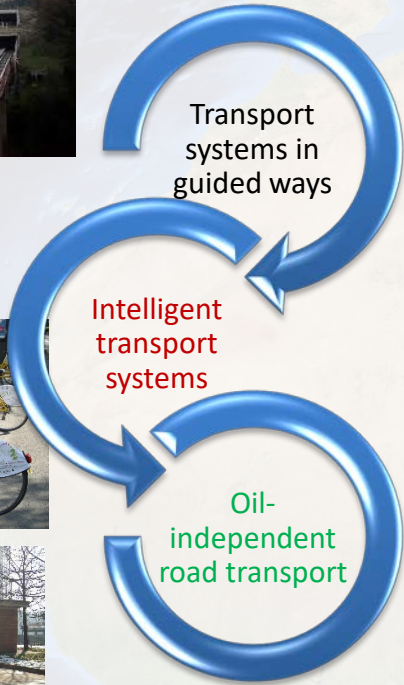 Transport
systems in
guided ways
Intelligent
transport
systems
Oil-
independent
road transport